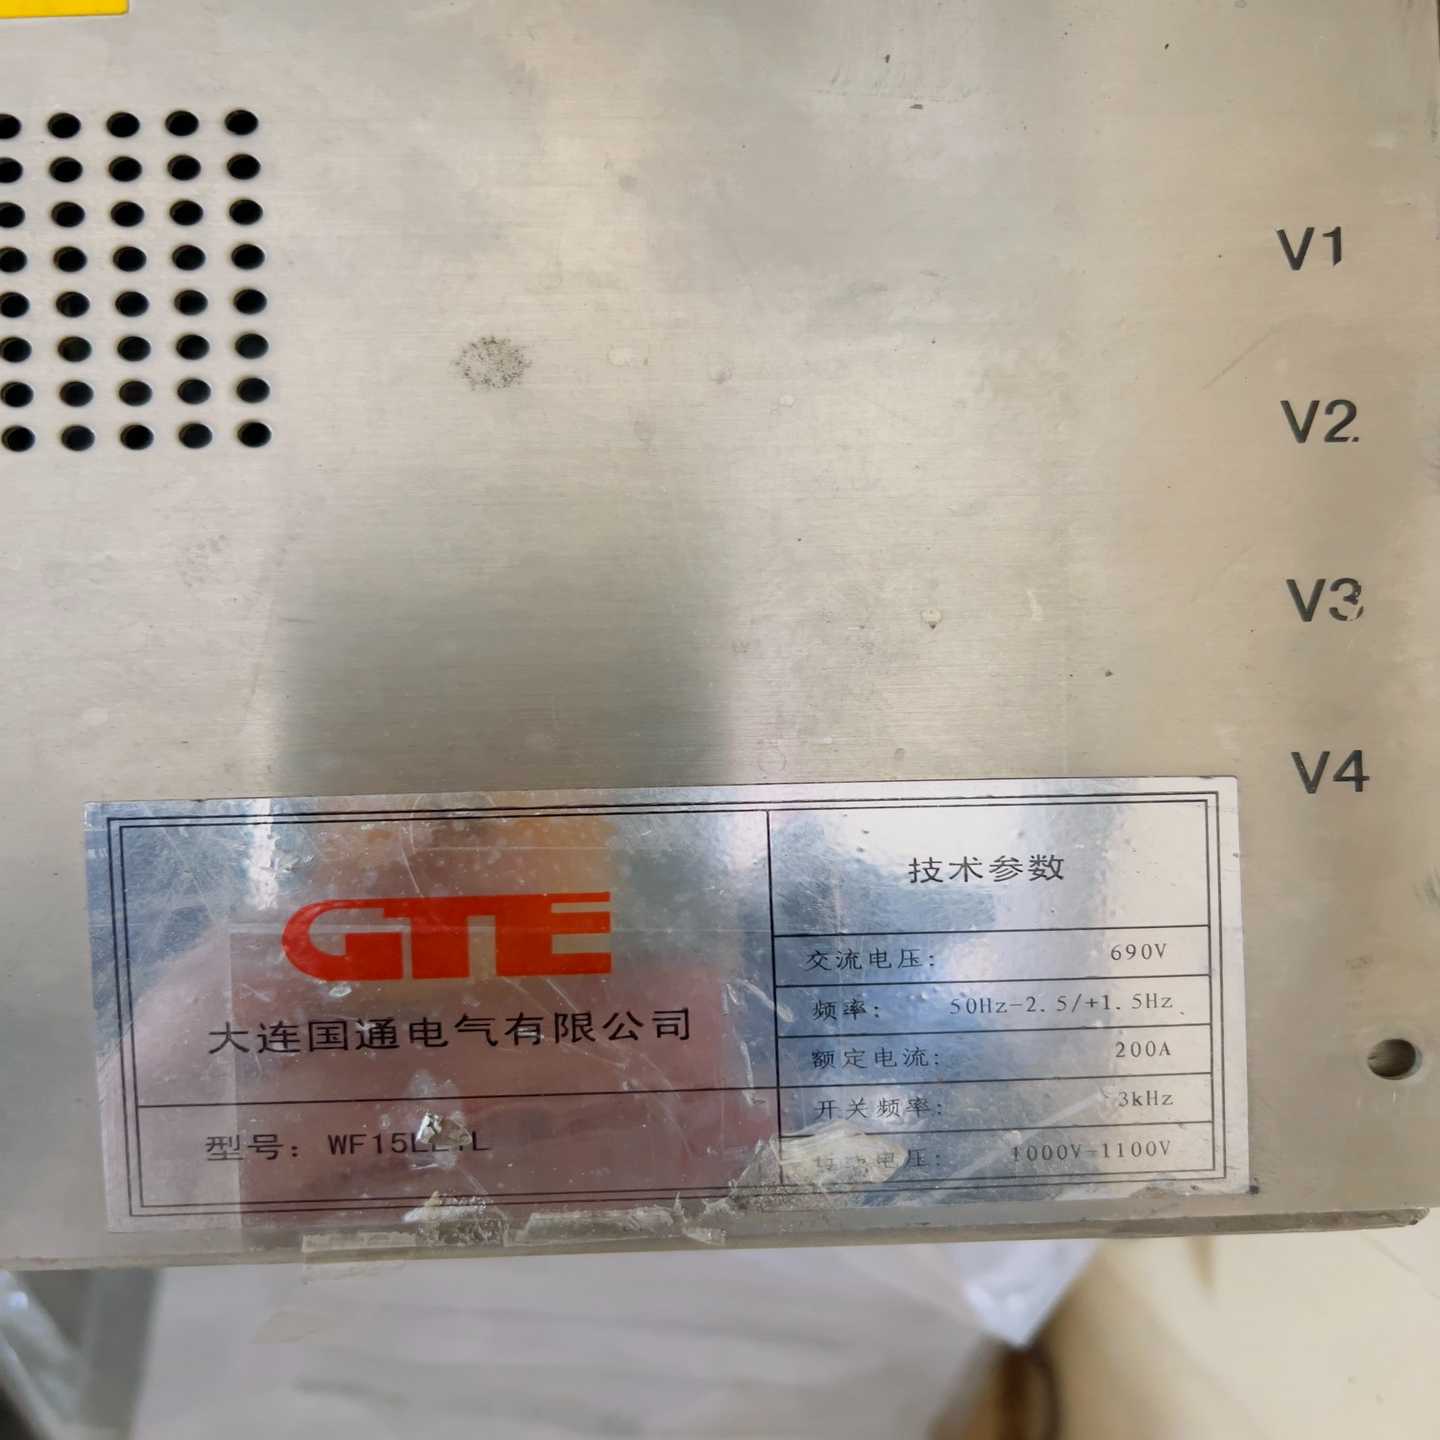 V1
V2
V3
V4
GTE
大连国通电气有限公司
型号：
技术参数
交流电压： 690V
频率： 50Hz-2.5/+1.5Hz
额定电流： 200A
开关频率： 3kHz
电压： 1000V-1100V